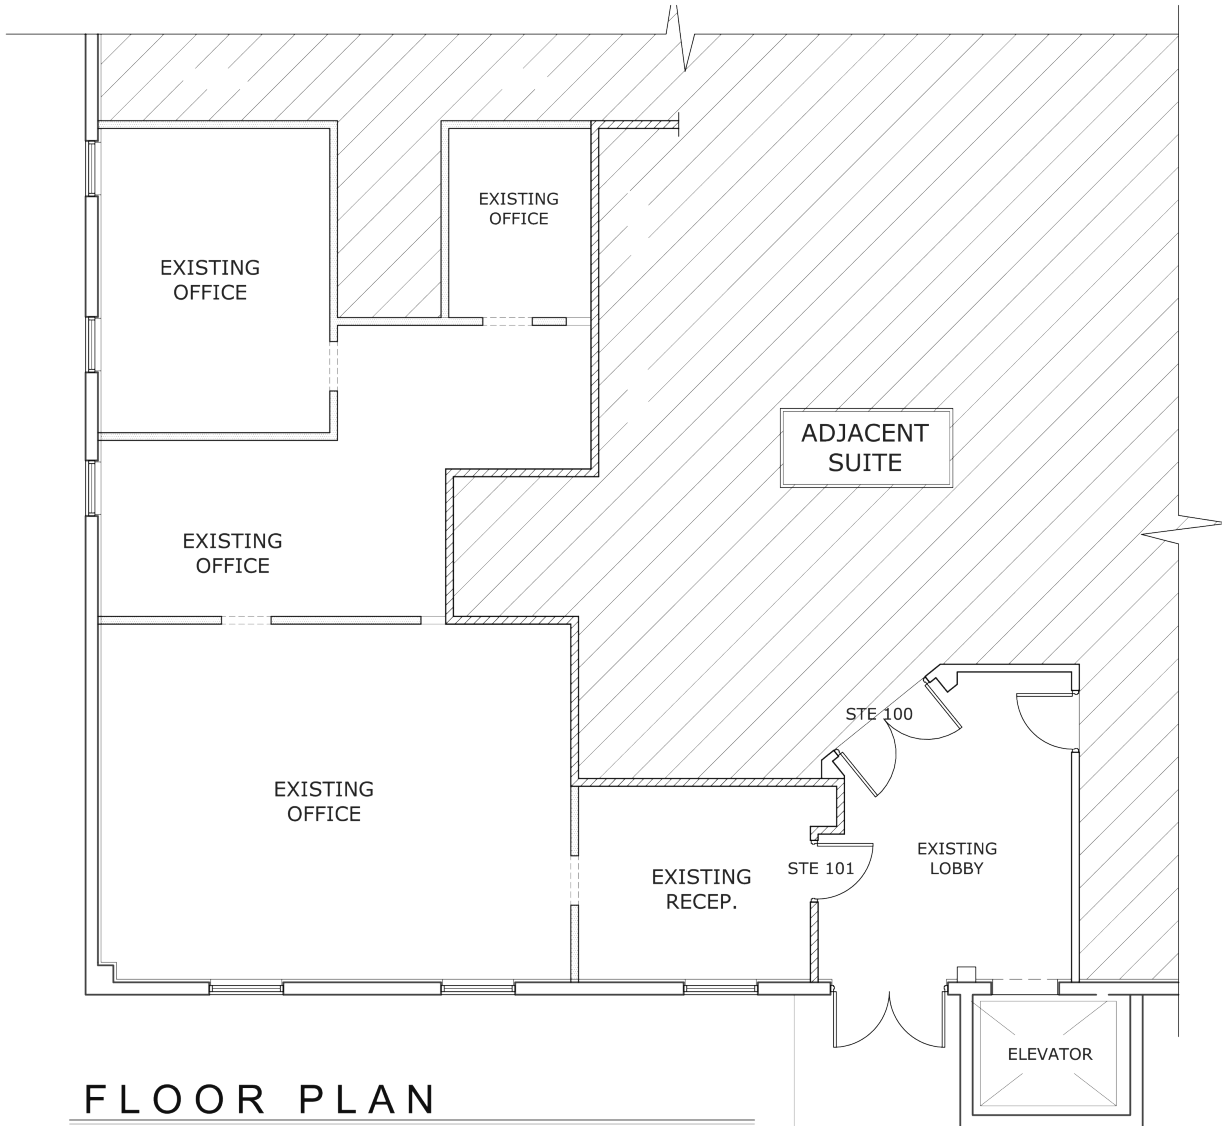 EXISTING
OFFICE
EXISTING
OFFICE
ADJACENT
SUITE
EXISTING
OFFICE
STE 100
EXISTING
OFFICE
EXISTING
LOBBY
STE 101
EXISTING
RECEP.
ELEVATOR
FLOOR PLAN